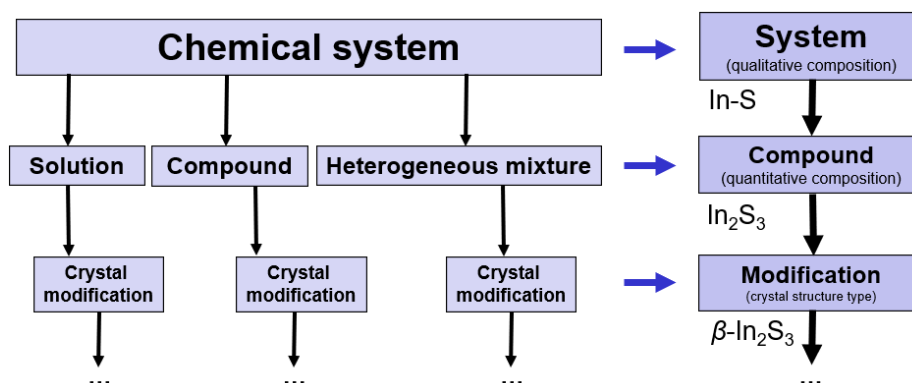 Chemical system
System
(qualitative composition)
In-S
Solution
Compound
Heterogeneous mixture
Compound
(quantitative composition)
In₂S₃
Crystal
modification
Crystal
modification
Crystal
modification
Modification
(crystal structure type)
β-In₂S₃
...
...
...
...